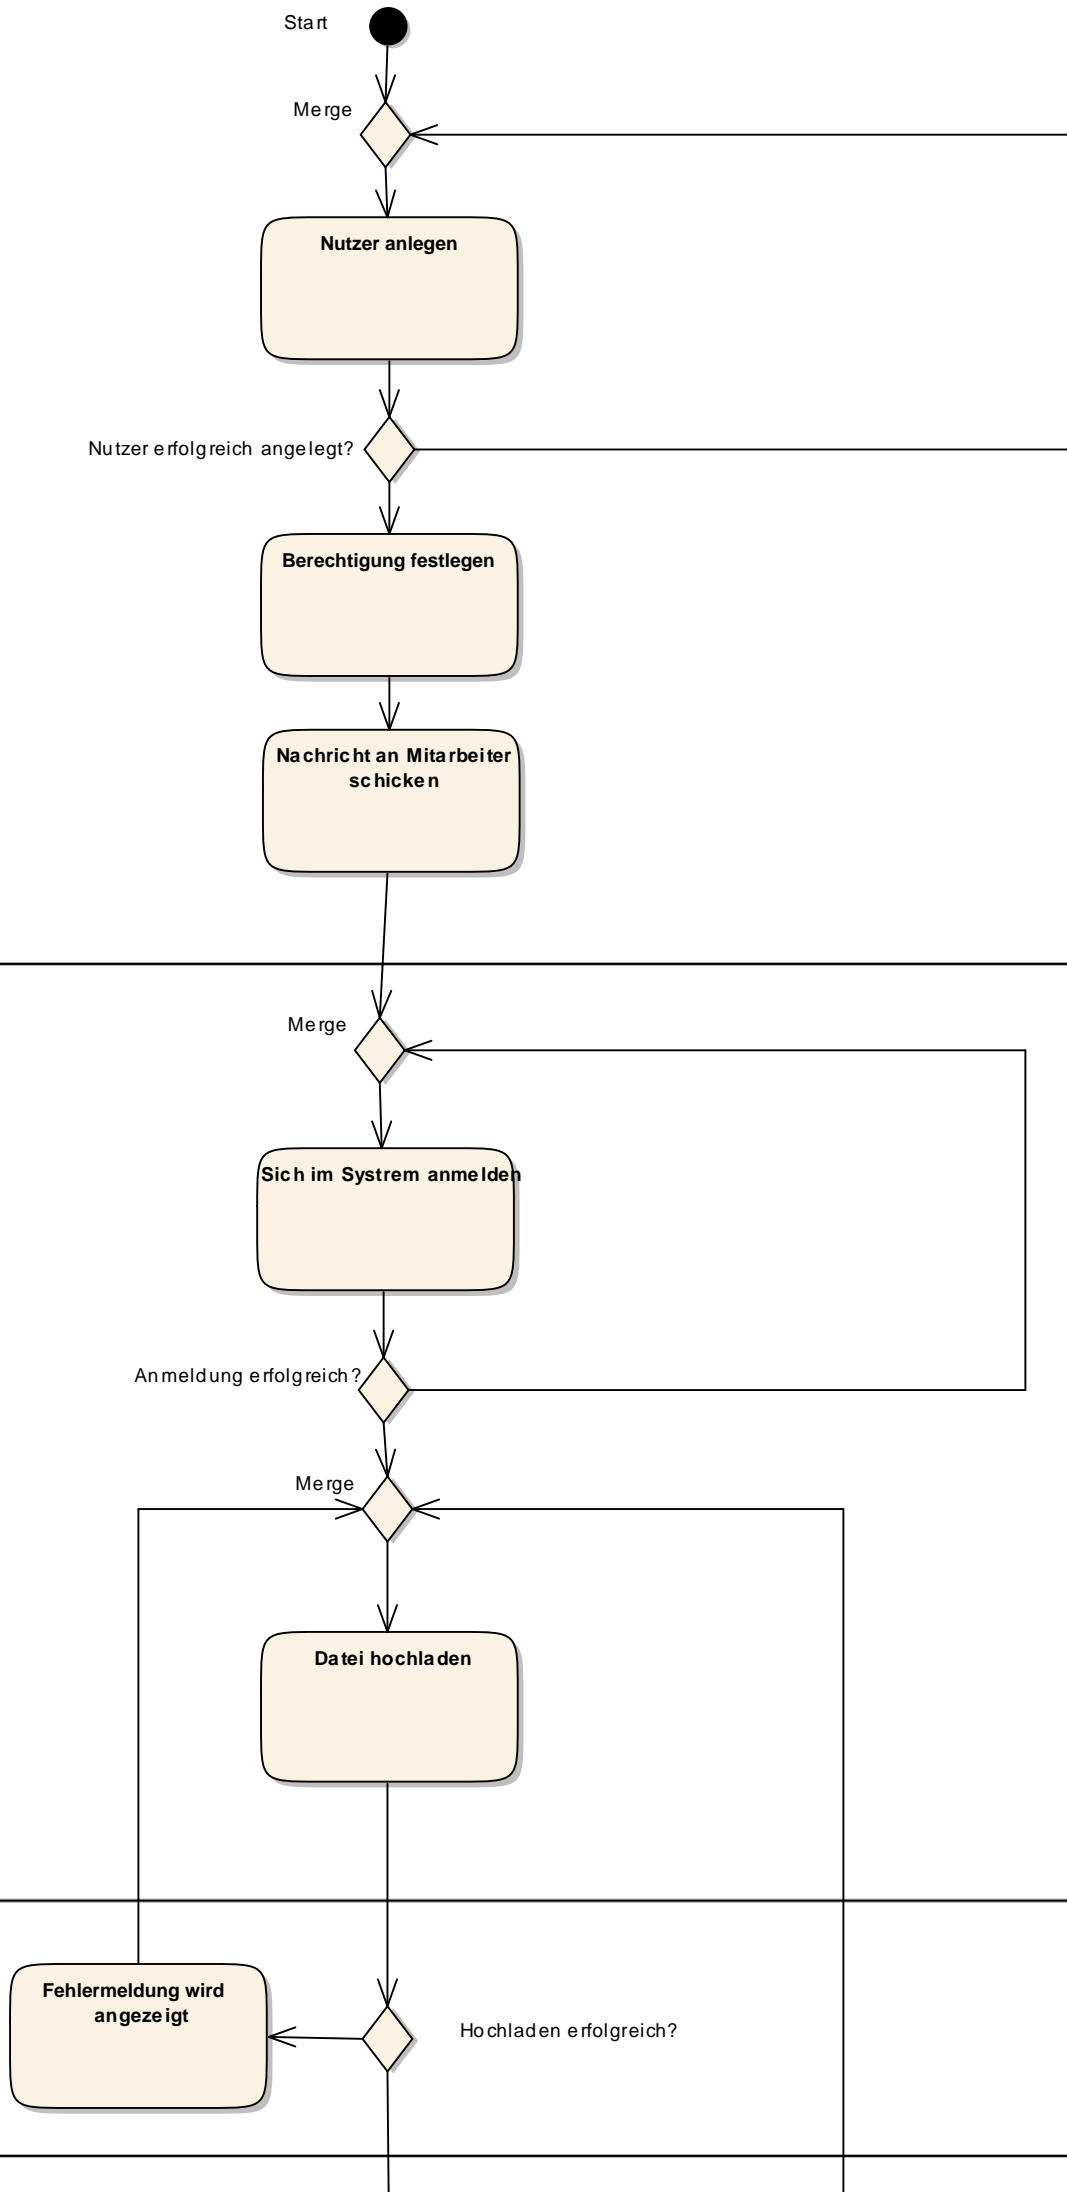 Start
Merge
Nutzer anlegen
Nutzer erfolgreich angelegt?
Berechtigung festlegen
Nachricht an Mitarbeiter
schicken
Merge
Sich im Systrem anmelden
Anmeldung erfolgreich?
Merge
Datei hochladen
Fehlermeldung wird
angezeigt
Hochladen erfolgreich?